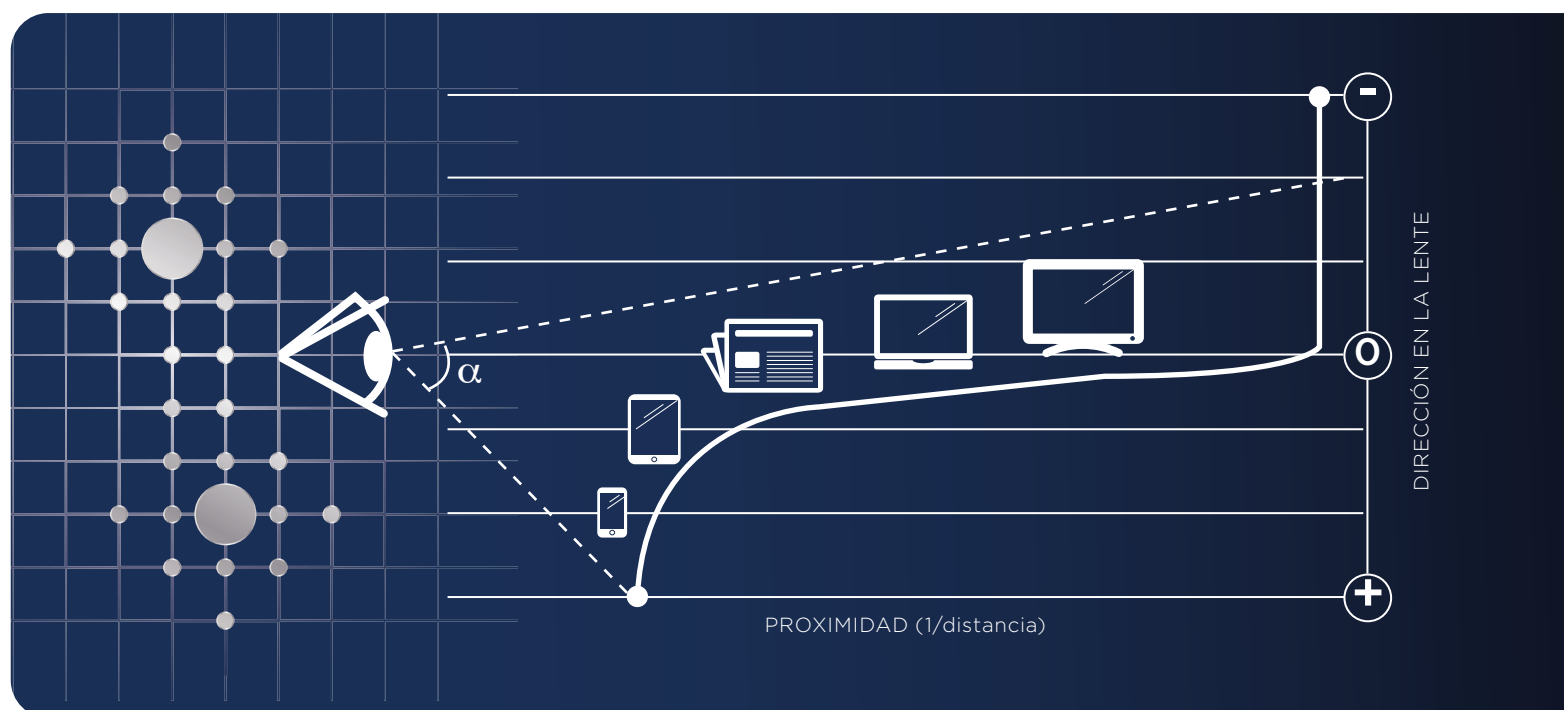 -
α
O
DIRECCIÓN EN LA LENTE
+
PROXIMIDAD (1/distancia)